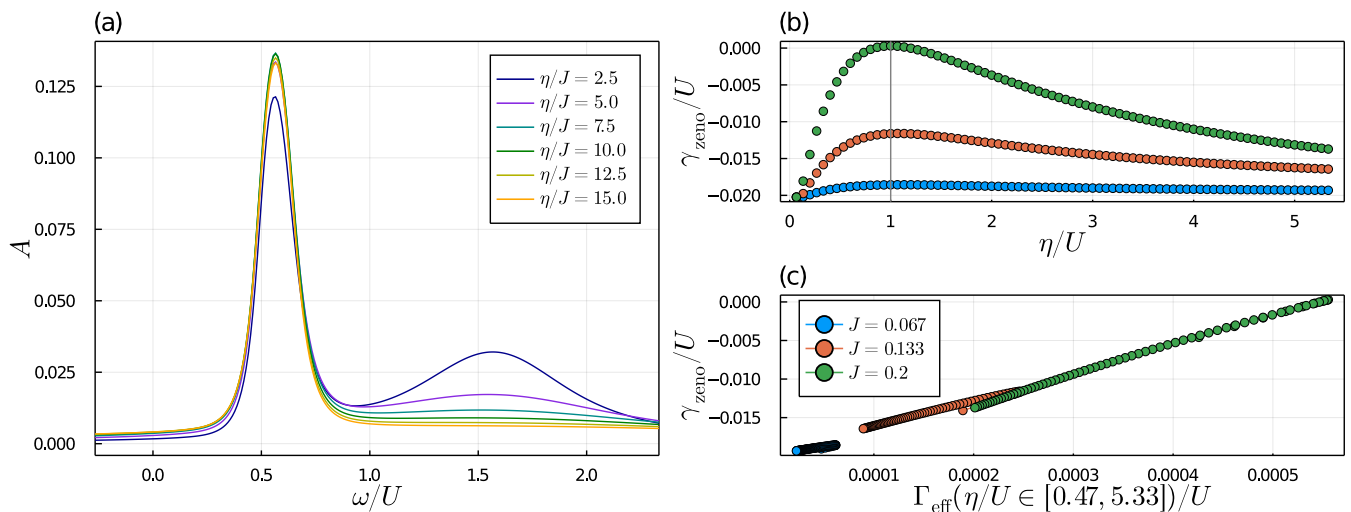 (a)
0.125
0.100
0.075
0.050
0.025
0.000
A
0.0
0.5
1.0
1.5
2.0
ω/U
η/J = 2.5
η/J = 5.0
η/J = 7.5
η/J = 10.0
η/J = 12.5
η/J = 15.0
(b)
0.000
−0.005
−0.010
−0.015
−0.020
γ_zeno/U
0
1
2
3
4
5
η/U
(c)
0.000
−0.005
−0.010
−0.015
γ_zeno/U
J = 0.067
J = 0.133
J = 0.2
0.0001
0.0002
0.0003
0.0004
0.0005
Γ_eff(η/U ∈ [0.47, 5.33])/U